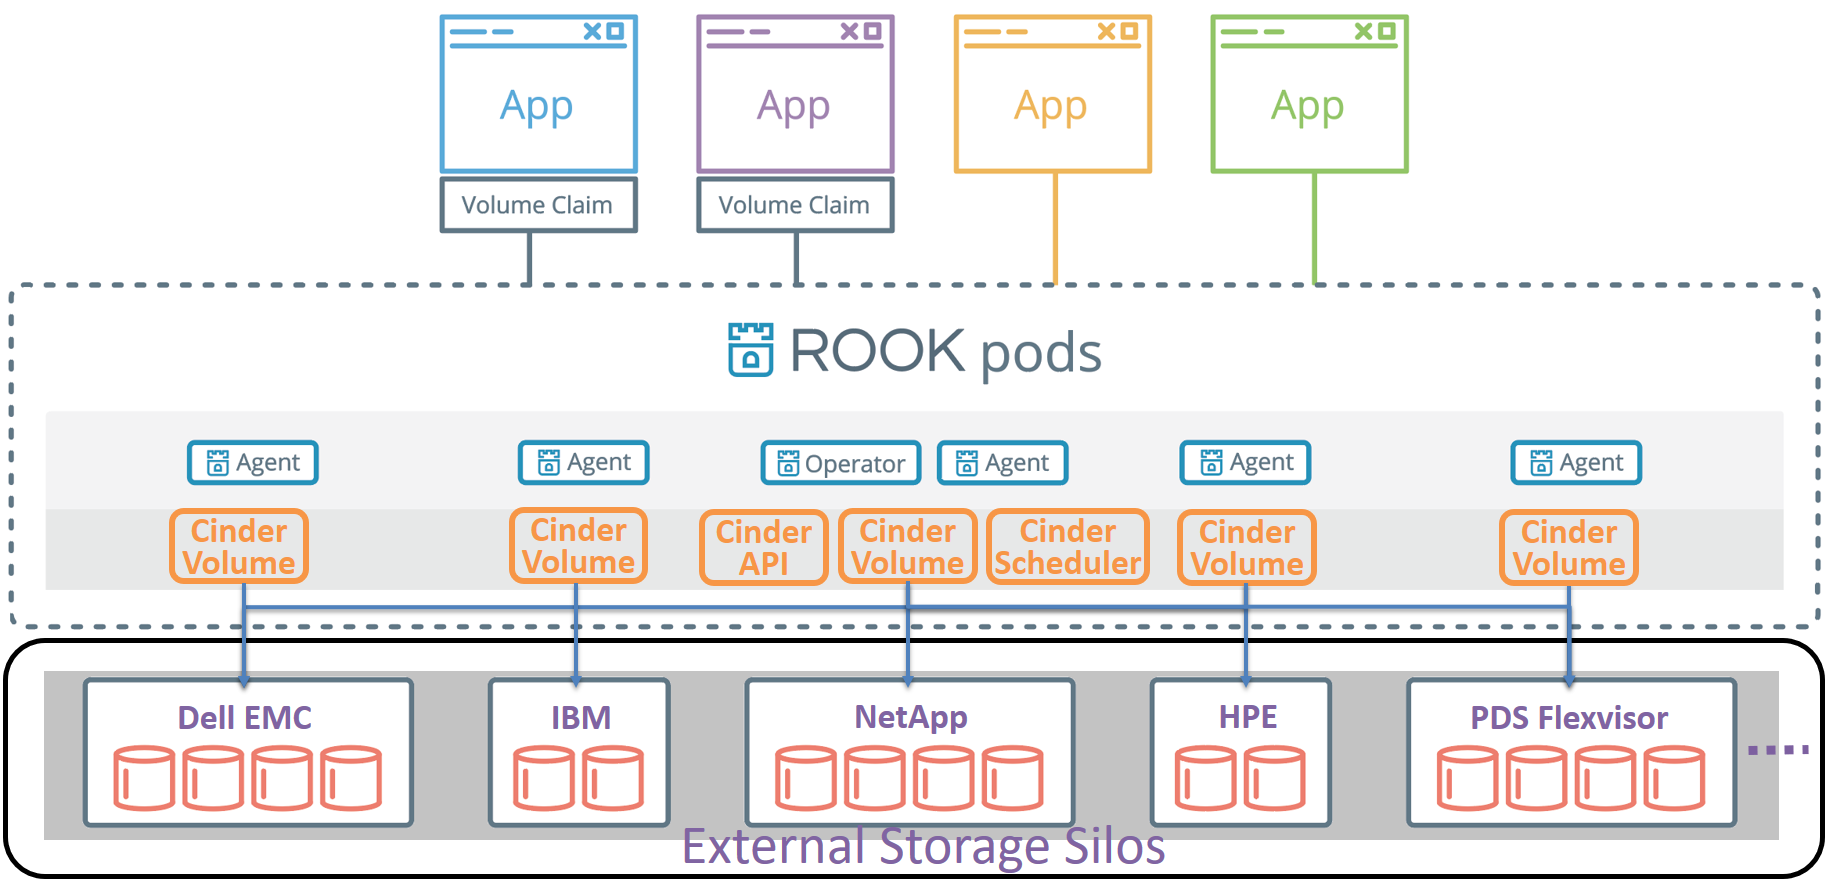 App App App App
Volume Claim Volume Claim
ROOK pods
Agent Agent Operator Agent Agent Agent
Cinder Volume
Cinder Volume
Cinder API
Cinder Volume
Cinder Scheduler
Cinder Volume
Cinder Volume
Dell EMC IBM NetApp HPE PDS Flexvisor
External Storage Silos